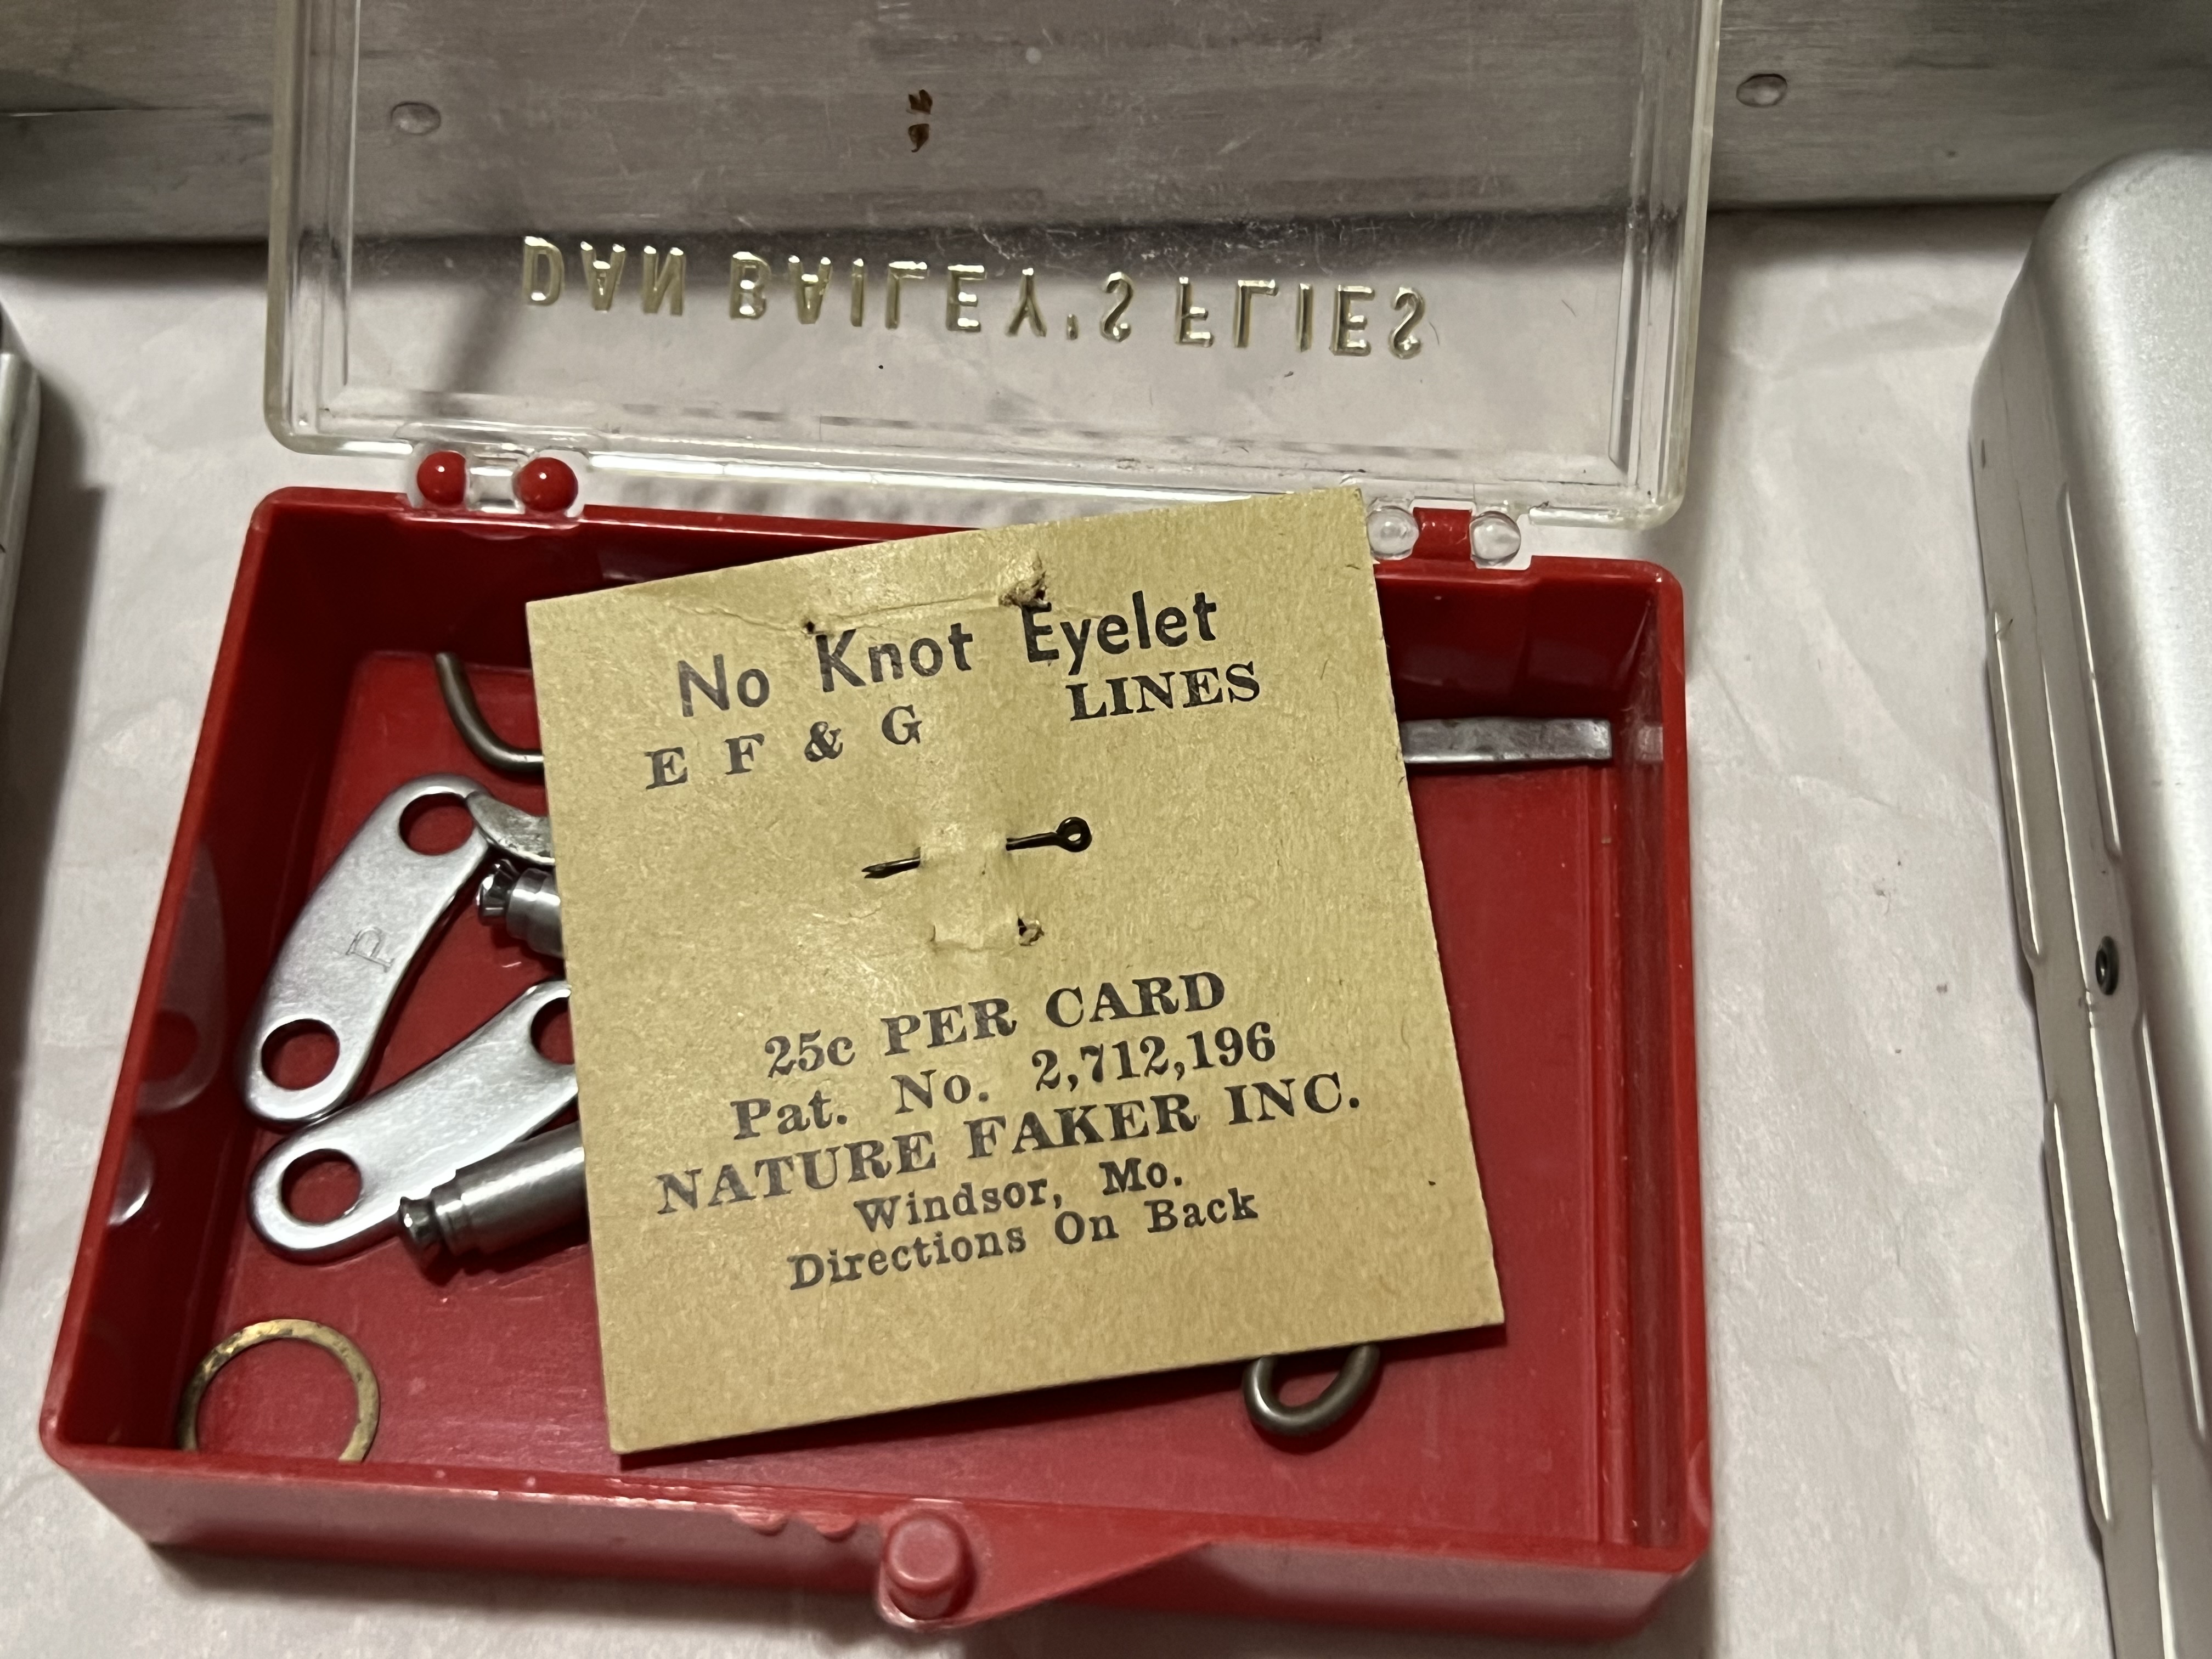 DAN BAILEY'S FLIES
No Knot Eyelet
E F & G LINES
25c PER CARD
Pat. No. 2,712,196
NATURE FAKER INC.
Windsor, Mo.
Directions On Back
P